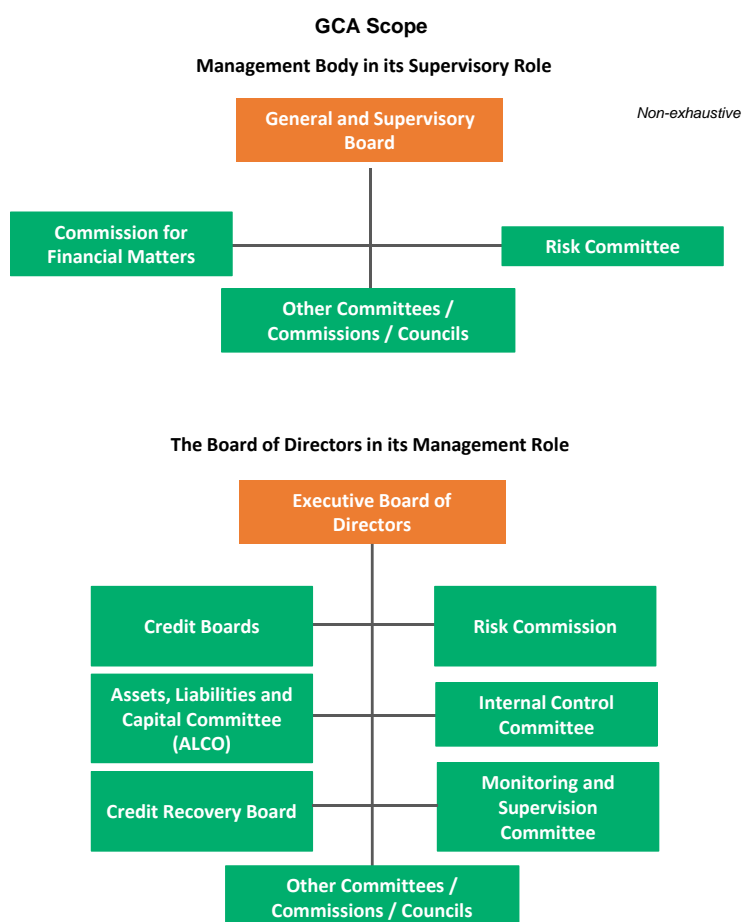 GCA Scope
Management Body in its Supervisory Role
General and Supervisory
Board
Non-exhaustive
Commission for
Financial Matters
Risk Committee
Other Committees /
Commissions / Councils
The Board of Directors in its Management Role
Executive Board of
Directors
Credit Boards
Risk Commission
Assets, Liabilities and
Capital Committee
(ALCO)
Internal Control
Committee
Credit Recovery Board
Monitoring and
Supervision
Committee
Other Committees /
Commissions / Councils